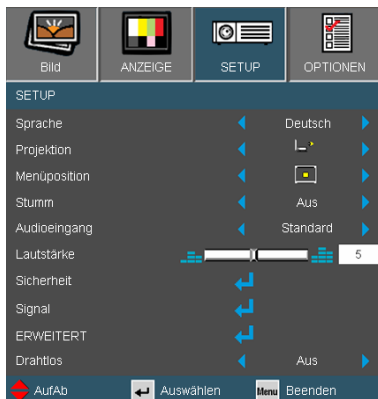 Bild ANZEIGE SETUP OPTIONEN
SETUP
Sprache Deutsch
Projektion
Menüposition
Stumm Aus
Audioeingang Standard
Lautstärke 5
Sicherheit
Signal
ERWEITERT
Drahtlos Aus
AufAb Auswählen Menu Beenden